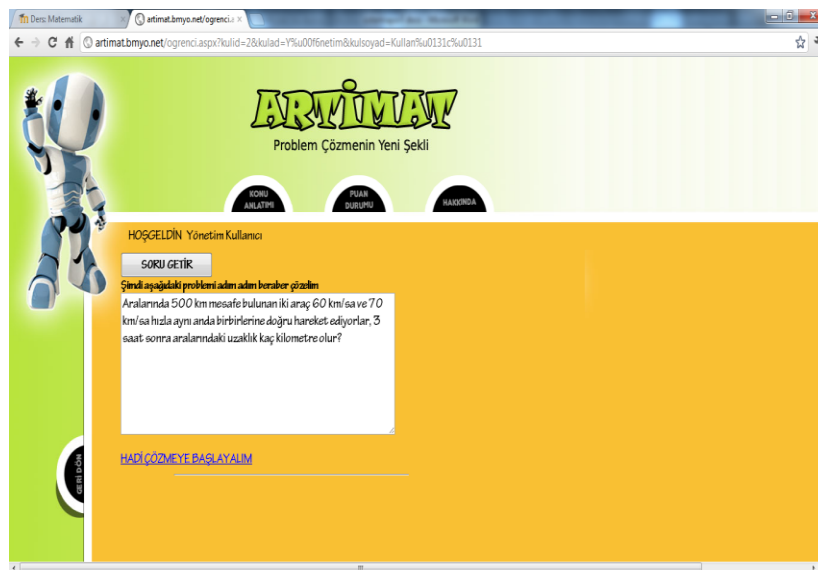 Ders: Matematik
artimat.bmyo.net/ogrenci.a
artimat.bmyo.net/ogrenci.aspx?kulid=2&kulad=Y%u00f6netim&kulsoyad=Kullan%u0131c%u0131
ARTİMAT
Problem Çözmenin Yeni Şekli
KONU ANLATIMI
PUAN DURUMU
HAKKINDA
HOŞGELDİN Yönetim Kullanıcı
SORU GETİR
Şimdi aşağıdaki problemi adım adım beraber çözelim
Aralarında 500 km mesafe bulunan iki araç 60 km/sa ve 70
km/sa hızla aynı anda birbirlerine doğru hareket ediyorlar, 3
saat sonra aralarındaki uzaklık kaç kilometre olur?
HADİ ÇÖZMEYE BAŞLAYALIM
GERİ DÖN